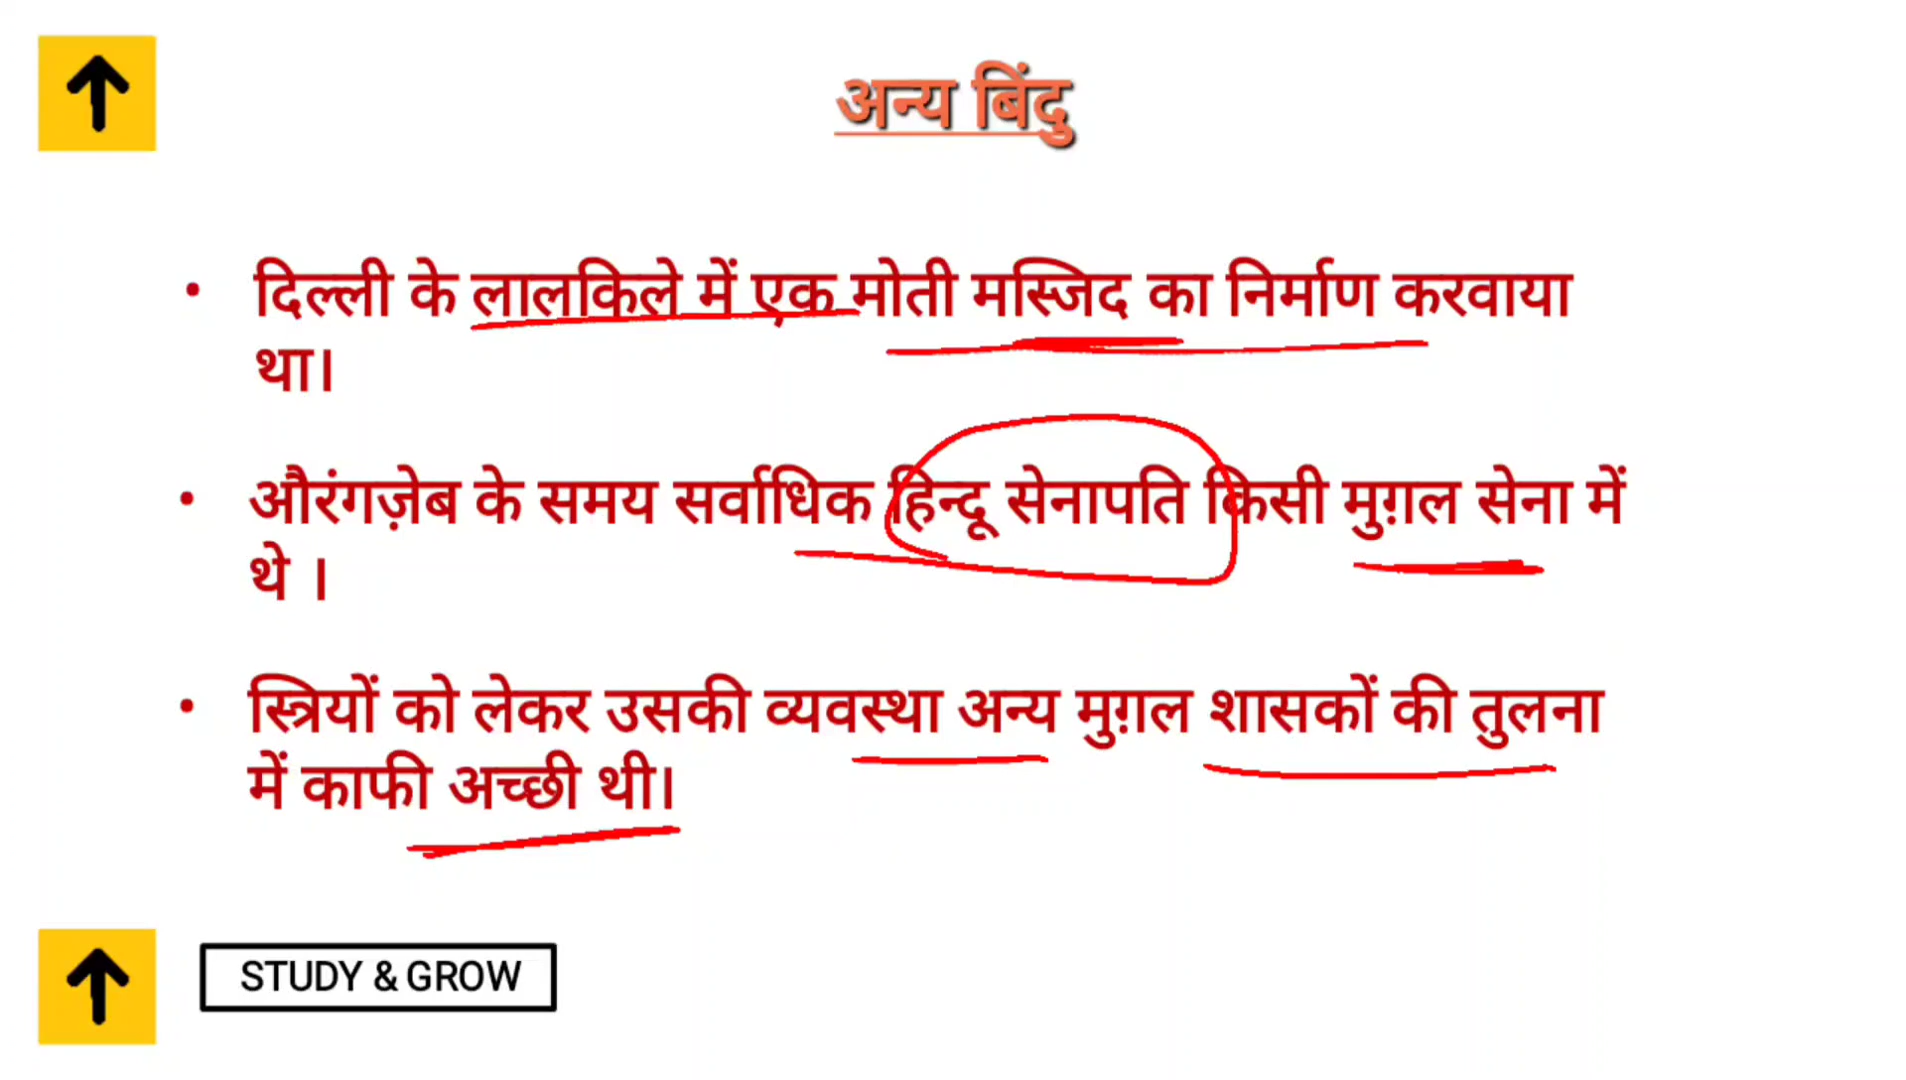 अन्य बिंदु
• दिल्ली के लालकिले में एक मोती मस्जिद का निर्माण करवाया
था।
• औरंगज़ेब के समय सर्वाधिक हिन्दू सेनापति किसी मुग़ल सेना में
थे ।
• स्त्रियों को लेकर उसकी व्यवस्था अन्य मुग़ल शासकों की तुलना
में काफी अच्छी थी।
STUDY & GROW